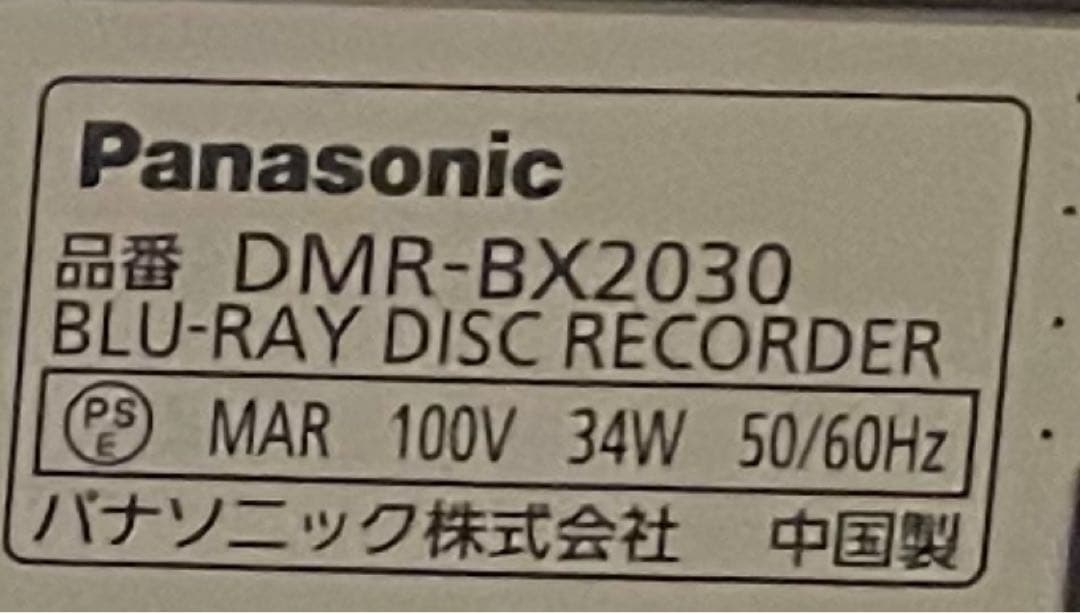 Panasonic
品番 DMR-BX2030
BLU-RAY DISC RECORDER
PSE MAR 100V 34W 50/60Hz
パナソニック株式会社 中国製